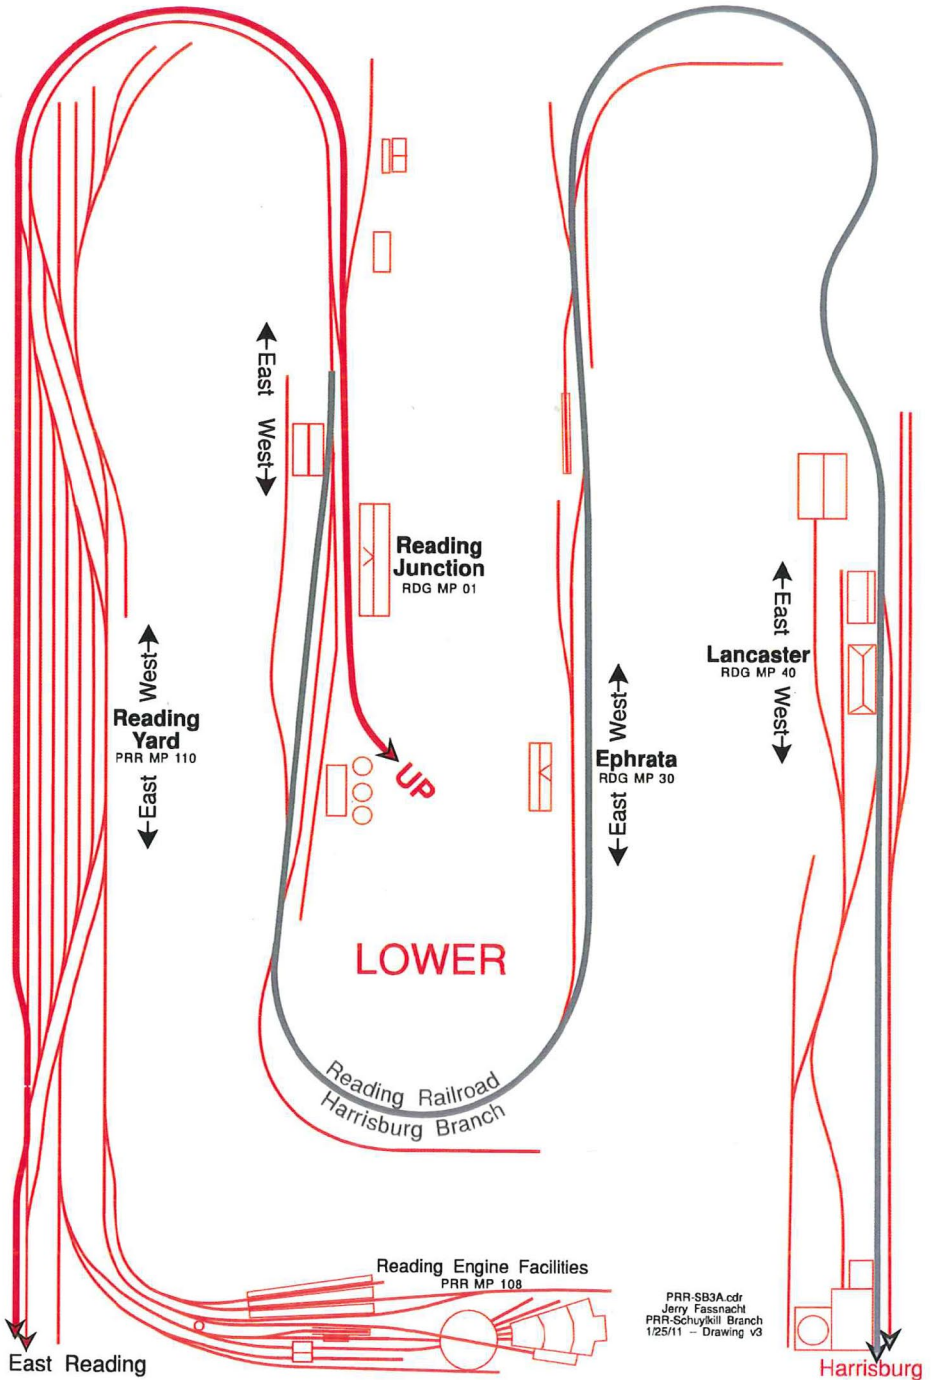 East West
Reading
Junction
RDG MP 01
Reading
Yard
PRR MP 110
East West
UP
Ephrata
RDG MP 30
East West
Lancaster
RDG MP 40
East West
LOWER
Reading Railroad
Harrisburg Branch
Reading Engine Facilities
PRR MP 108
PRR-SB3A.cdr
Jerry Fassnacht
PRR-Schuylkill Branch
1/25/11 -- Drawing v3
East Reading
Harrisburg